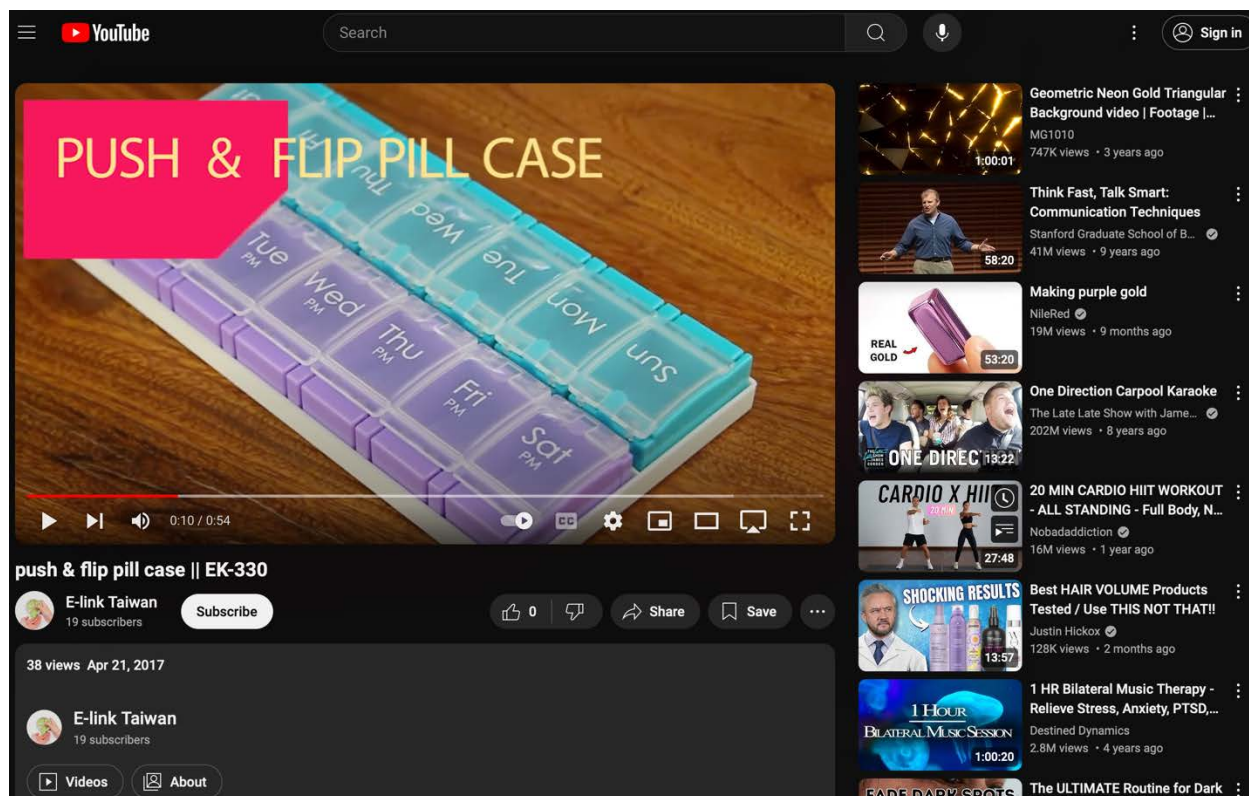 YouTube
Search
Sign in
PUSH & FLIP PILL CASE
Thu
Wed
Tue
Mon
Sun
Tue
PM
Wed
PM
Thu
PM
Fri
PM
Sat
PM
0:10 / 0:54
CC
push & flip pill case || EK-330
E-link Taiwan
19 subscribers
Subscribe
0
Share
Save
38 views Apr 21, 2017
E-link Taiwan
19 subscribers
Videos
About
1:00:01
Geometric Neon Gold Triangular
Background video | Footage |...
MG1010
747K views • 3 years ago
58:20
Think Fast, Talk Smart:
Communication Techniques
Stanford Graduate School of B...
41M views • 9 years ago
REAL
GOLD
53:20
Making purple gold
NileRed
19M views • 9 months ago
ONE DIREC
13:22
One Direction Carpool Karaoke
The Late Late Show with Jame...
202M views • 8 years ago
CARDIO X HII
20 MIN
27:48
20 MIN CARDIO HIIT WORKOUT
- ALL STANDING - Full Body, N...
Nobadaddiction
16M views • 1 year ago
SHOCKING RESULTS
13:57
Best HAIR VOLUME Products
Tested / Use THIS NOT THAT!!
Justin Hickox
128K views • 2 months ago
1 HOUR
BILATERAL MUSIC SESSION
1:00:20
1 HR Bilateral Music Therapy -
Relieve Stress, Anxiety, PTSD,...
Destined Dynamics
2.8M views • 4 years ago
FADE DARK SPOTS
The ULTIMATE Routine for Dark